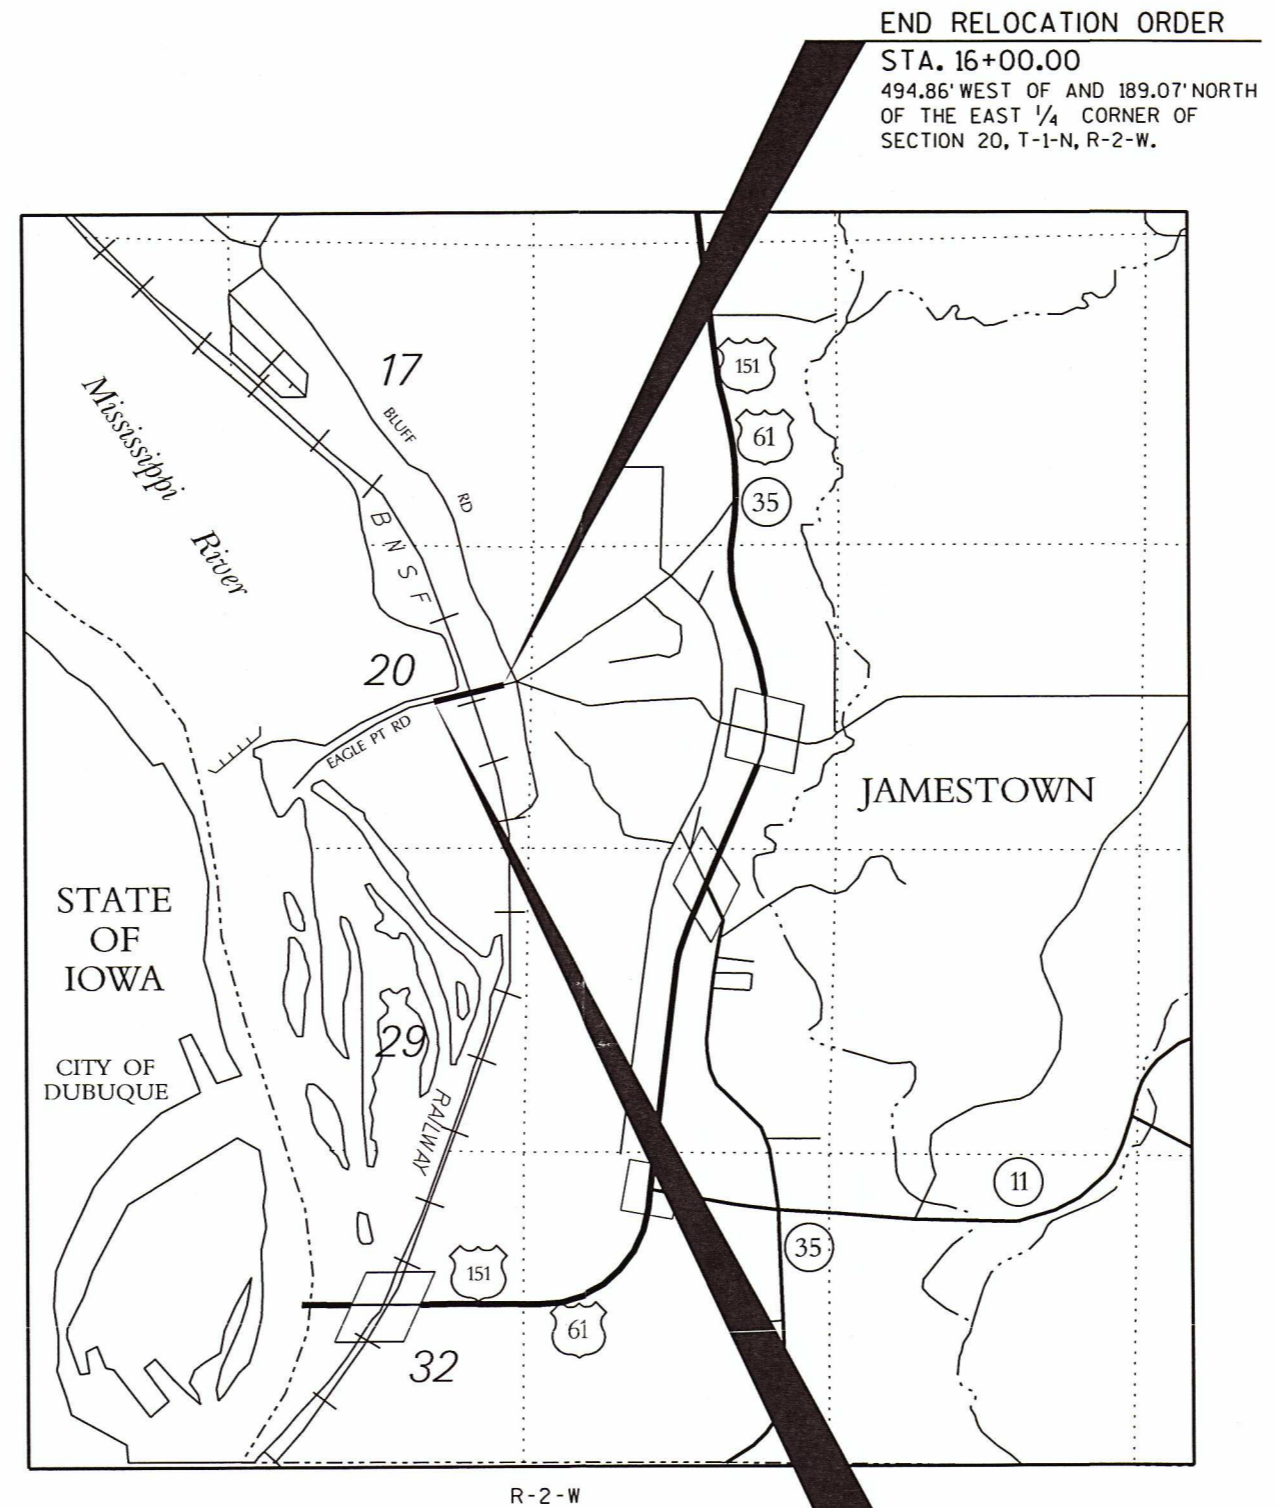 END RELOCATION ORDER
STA. 16+00.00
494.86' WEST OF AND 189.07' NORTH
OF THE EAST 1/4 CORNER OF
SECTION 20, T-1-N, R-2-W.
17
151
BLUFF
Mississippi
61
RD
35
BNSF
River
20
EAGLE PT RD
JAMESTOWN
STATE
OF
IOWA
29
CITY OF
DUBUQUE
RAILWAY
11
35
151
61
32
R-2-W